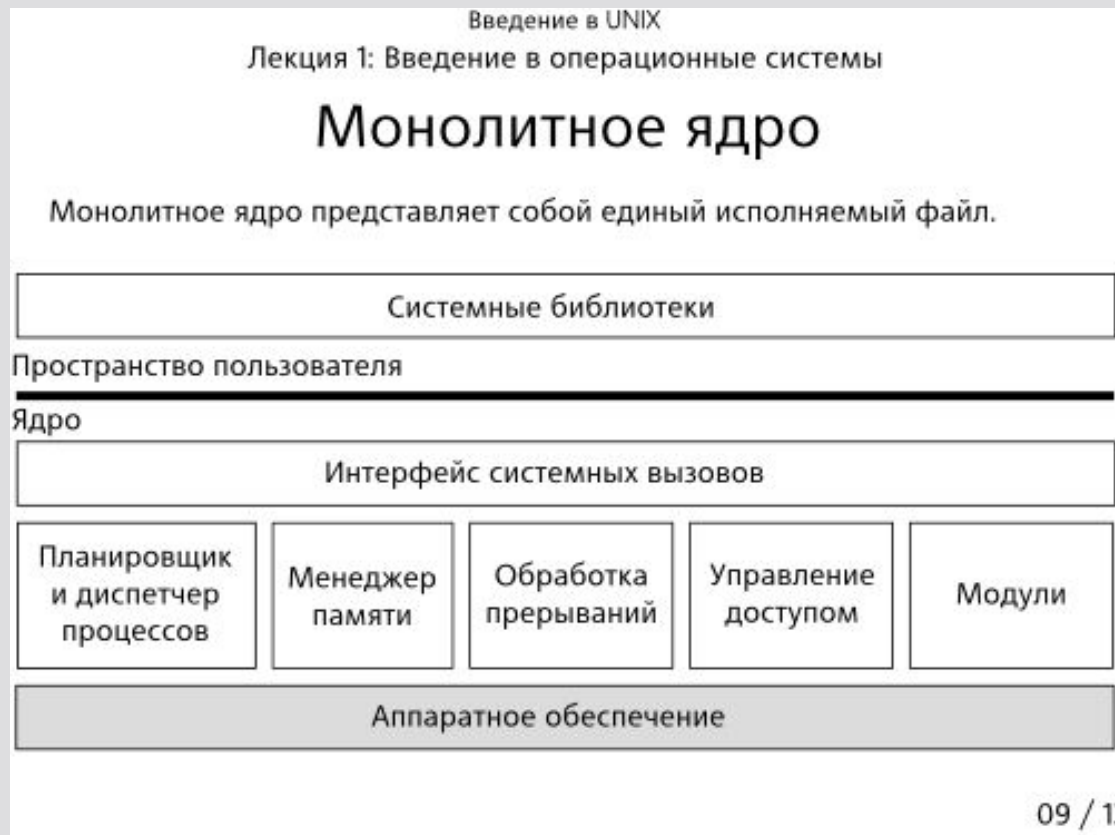 Введение в UNIX
Лекция 1: Введение в операционные системы
Монолитное ядро
Монолитное ядро представляет собой единый исполняемый файл.
Системные библиотеки
Пространство пользователя
Ядро
Интерфейс системных вызовов
Планировщик
и диспетчер
процессов
Менеджер
памяти
Обработка
прерываний
Управление
доступом
Модули
Аппаратное обеспечение
09 /